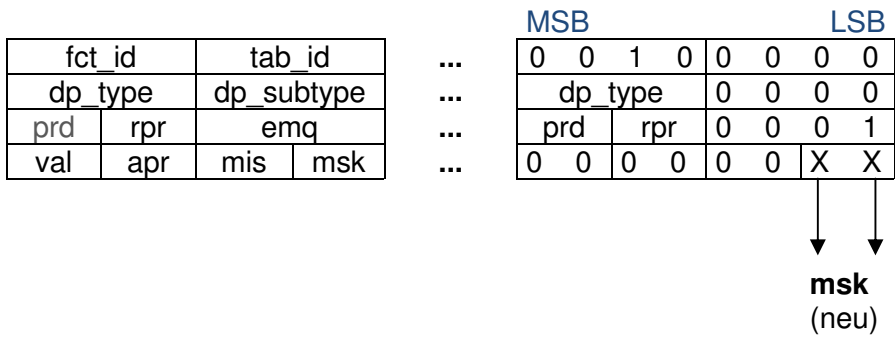 MSB LSB
fct_id tab_id ... 0 0 1 0 0 0 0 0
dp_type dp_subtype ... dp_type 0 0 0 0
prd rpr emq ... prd rpr 0 0 0 1
val apr mis msk ... 0 0 0 0 0 0 X X
msk
(neu)